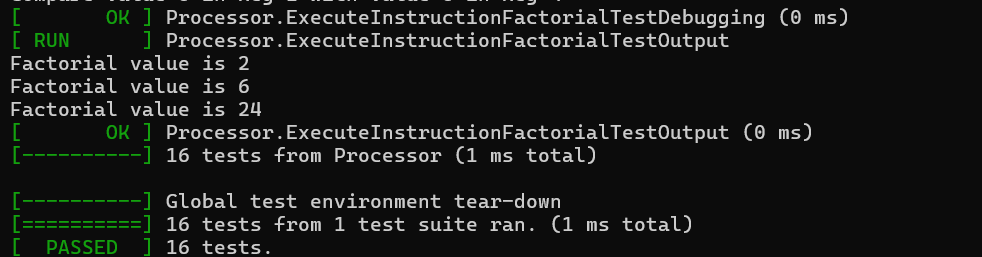 [       OK ] Processor.ExecuteInstructionFactorialTestDebugging (0 ms)
[ RUN      ] Processor.ExecuteInstructionFactorialTestOutput
Factorial value is 2
Factorial value is 6
Factorial value is 24
[       OK ] Processor.ExecuteInstructionFactorialTestOutput (0 ms)
[----------] 16 tests from Processor (1 ms total)

[----------] Global test environment tear-down
[==========] 16 tests from 1 test suite ran. (1 ms total)
[  PASSED  ] 16 tests.